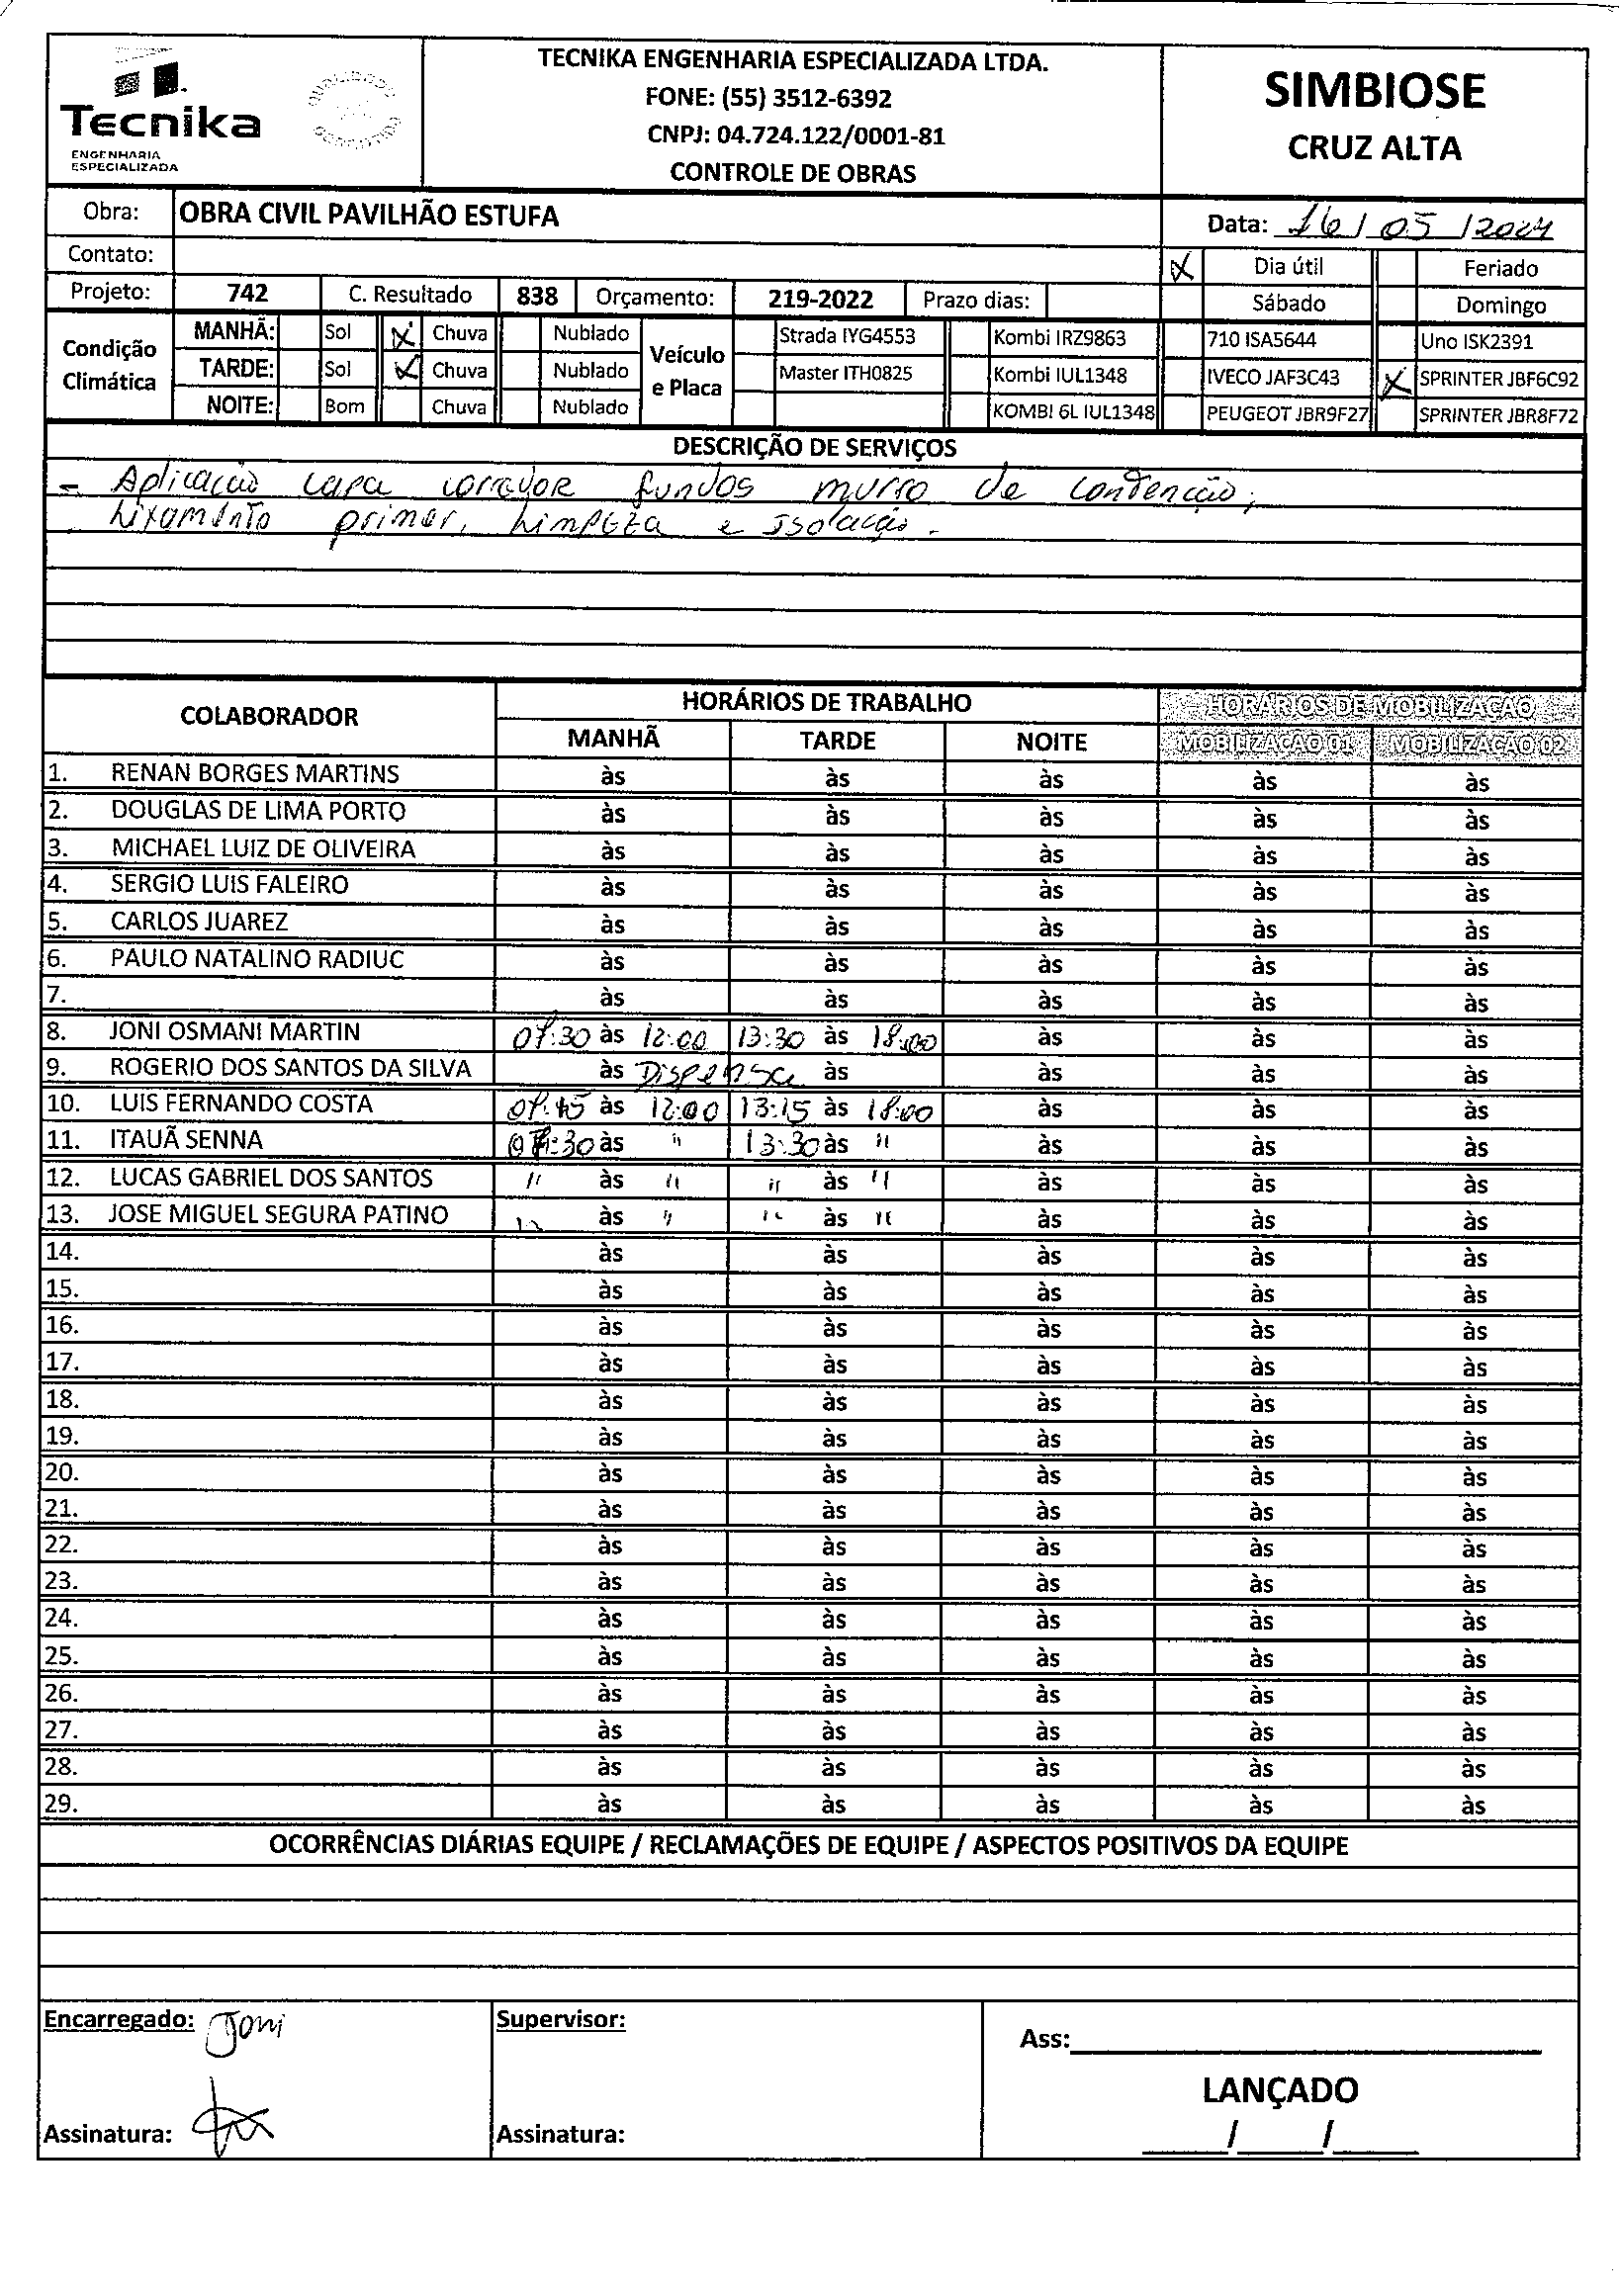 Tecnika
ENGENHARIA
ESPECIALIZADA
TECNIKA ENGENHARIA ESPECIALIZADA LTDA.
FONE: (55) 3512-6392
CNPJ: 04.724.122/0001-81
CONTROLE DE OBRAS
SIMBIOSE
CRUZ ALTA
Obra: OBRA CIVIL PAVILHÃO ESTUFA
Data: 16/05/2024
Contato:
X Dia útil Feriado
Projeto: 742 C. Resultado 838 Orçamento: 219-2022 Prazo dias:
Sábado Domingo
Condição Climática
MANHÃ: Sol X Chuva Nublado
TARDE: Sol X Chuva Nublado
NOITE: Bom Chuva Nublado
Veículo e Placa
Strada IYG4553 Kombi IRZ9863 710 ISA5644 Uno ISK2391
Master ITH0825 Kombi IUL1348 IVECO JAF3C43 X SPRINTER JBF6C92
KOMBI 6L IUL1348 PEUGEOT JBR9F27 SPRINTER JBR8F72
DESCRIÇÃO DE SERVIÇOS
- Aplicação capa corredor fundos murro de contenção;
. Lixamento primer, Limpeza e Isolação.
COLABORADOR HORÁRIOS DE TRABALHO HORÁRIOS DE MOBILIZAÇÃO
MANHÃ TARDE NOITE MOBILIZAÇÃO 01 MOBILIZAÇÃO 02
1. RENAN BORGES MARTINS às às às às às
2. DOUGLAS DE LIMA PORTO às às às às às
3. MICHAEL LUIZ DE OLIVEIRA às às às às às
4. SERGIO LUIS FALEIRO às às às às às
5. CARLOS JUAREZ às às às às às
6. PAULO NATALINO RADIUC às às às às às
7. às às às às às
8. JONI OSMANI MARTIN 07:30 às 12:00 13:30 às 18:00 às às às
9. ROGERIO DOS SANTOS DA SILVA às Dispensa às às às às
10. LUIS FERNANDO COSTA 07:45 às 12:00 13:15 às 18:00 às às às
11. ITAUÃ SENNA 07:30 às " 13:30 às " às às às
12. LUCAS GABRIEL DOS SANTOS " às " " às " às às às
13. JOSE MIGUEL SEGURA PATINO " às " " às " às às às
14. às às às às às
15. às às às às às
16. às às às às às
17. às às às às às
18. às às às às às
19. às às às às às
20. às às às às às
21. às às às às às
22. às às às às às
23. às às às às às
24. às às às às às
25. às às às às às
26. às às às às às
27. às às às às às
28. às às às às às
29. às às às às às
OCORRÊNCIAS DIÁRIAS EQUIPE / RECLAMAÇÕES DE EQUIPE / ASPECTOS POSITIVOS DA EQUIPE
Encarregado: Joni
Supervisor:
Ass:
LANÇADO
Assinatura:
Assinatura:
___/___/___